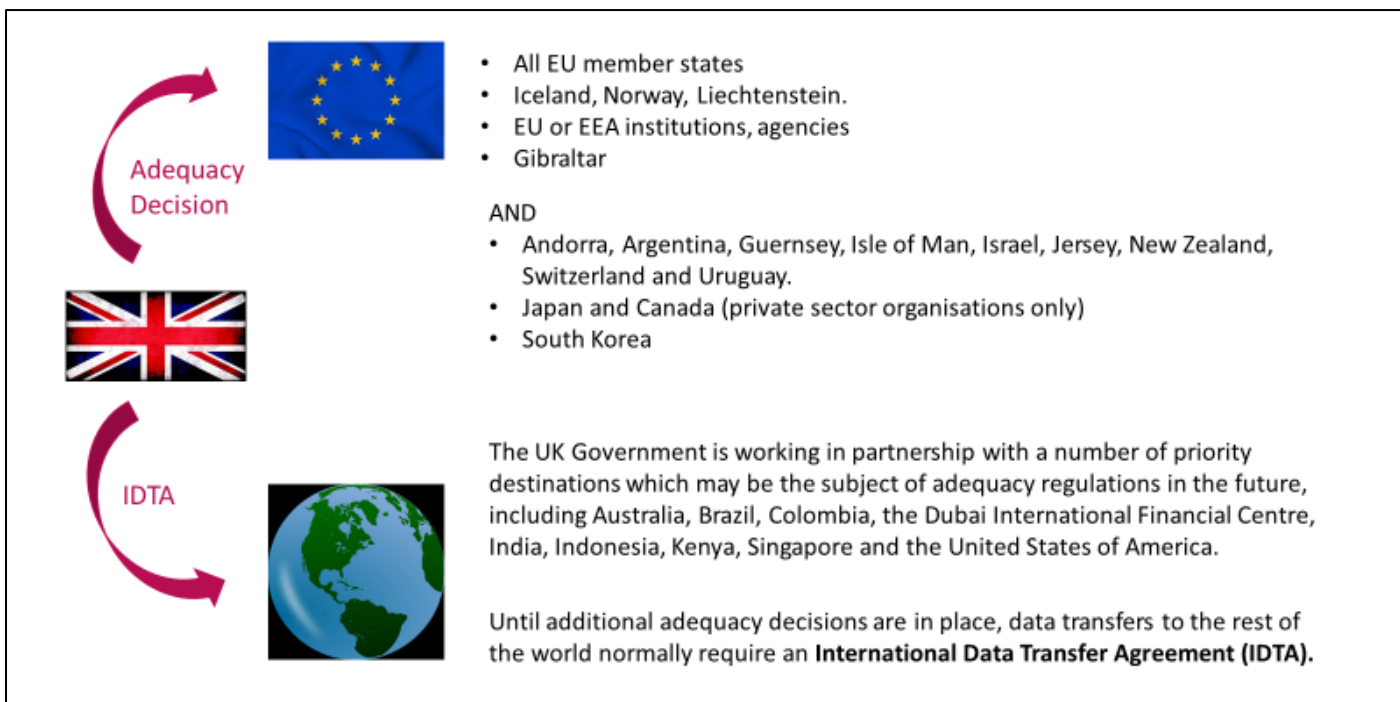 • All EU member states
• Iceland, Norway, Liechtenstein.
• EU or EEA institutions, agencies
• Gibraltar
Adequacy
Decision
AND
• Andorra, Argentina, Guernsey, Isle of Man, Israel, Jersey, New Zealand,
Switzerland and Uruguay.
• Japan and Canada (private sector organisations only)
• South Korea
IDTA
The UK Government is working in partnership with a number of priority
destinations which may be the subject of adequacy regulations in the future,
including Australia, Brazil, Colombia, the Dubai International Financial Centre,
India, Indonesia, Kenya, Singapore and the United States of America.
Until additional adequacy decisions are in place, data transfers to the rest of
the world normally require an International Data Transfer Agreement (IDTA).